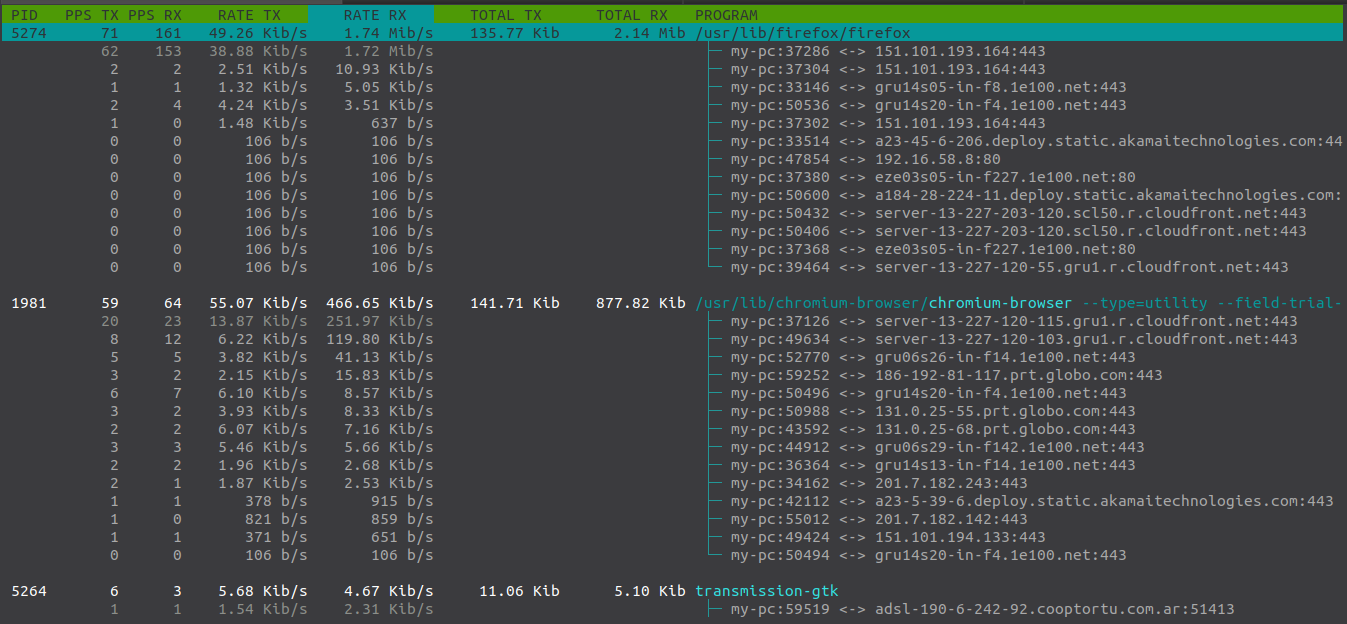 PID PPS TX PPS RX RATE TX RATE RX TOTAL TX TOTAL RX PROGRAM
5274 71 161 49.26 Kib/s 1.74 Mib/s 135.77 Kib 2.14 Mib /usr/lib/firefox/firefox
62 153 38.88 Kib/s 1.72 Mib/s my-pc:37286 <-> 151.101.193.164:443
2 2 2.51 Kib/s 10.93 Kib/s my-pc:37304 <-> 151.101.193.164:443
1 1 1.32 Kib/s 5.05 Kib/s my-pc:33146 <-> gru14s05-in-f8.1e100.net:443
2 4 4.24 Kib/s 3.51 Kib/s my-pc:50536 <-> gru14s20-in-f4.1e100.net:443
1 0 1.48 Kib/s 637 b/s my-pc:37302 <-> 151.101.193.164:443
0 0 106 b/s 106 b/s my-pc:33514 <-> a23-45-6-206.deploy.static.akamaitechnologies.com:44
0 0 106 b/s 106 b/s my-pc:47854 <-> 192.16.58.8:80
0 0 106 b/s 106 b/s my-pc:37380 <-> eze03s05-in-f227.1e100.net:80
0 0 106 b/s 106 b/s my-pc:50600 <-> a184-28-224-11.deploy.static.akamaitechnologies.com:
0 0 106 b/s 106 b/s my-pc:50432 <-> server-13-227-203-120.scl50.r.cloudfront.net:443
0 0 106 b/s 106 b/s my-pc:50406 <-> server-13-227-203-120.scl50.r.cloudfront.net:443
0 0 106 b/s 106 b/s my-pc:37368 <-> eze03s05-in-f227.1e100.net:80
0 0 106 b/s 106 b/s my-pc:39464 <-> server-13-227-120-55.gru1.r.cloudfront.net:443
1981 59 64 55.07 Kib/s 466.65 Kib/s 141.71 Kib 877.82 Kib /usr/lib/chromium-browser/chromium-browser --type=utility --field-trial-
20 23 13.87 Kib/s 251.97 Kib/s my-pc:37126 <-> server-13-227-120-115.gru1.r.cloudfront.net:443
8 12 6.22 Kib/s 119.80 Kib/s my-pc:49634 <-> server-13-227-120-103.gru1.r.cloudfront.net:443
5 5 3.82 Kib/s 41.13 Kib/s my-pc:52770 <-> gru06s26-in-f14.1e100.net:443
3 2 2.15 Kib/s 15.83 Kib/s my-pc:59252 <-> 186-192-81-117.prt.globo.com:443
6 7 6.10 Kib/s 8.57 Kib/s my-pc:50496 <-> gru14s20-in-f4.1e100.net:443
3 2 3.93 Kib/s 8.33 Kib/s my-pc:50988 <-> 131.0.25-55.prt.globo.com:443
2 2 6.07 Kib/s 7.16 Kib/s my-pc:43592 <-> 131.0.25-68.prt.globo.com:443
3 3 5.46 Kib/s 5.66 Kib/s my-pc:44912 <-> gru06s29-in-f142.1e100.net:443
2 2 1.96 Kib/s 2.68 Kib/s my-pc:36364 <-> gru14s13-in-f14.1e100.net:443
2 1 1.87 Kib/s 2.53 Kib/s my-pc:34162 <-> 201.7.182.243:443
1 1 378 b/s 915 b/s my-pc:42112 <-> a23-5-39-6.deploy.static.akamaitechnologies.com:443
1 0 821 b/s 859 b/s my-pc:55012 <-> 201.7.182.142:443
1 1 371 b/s 651 b/s my-pc:49424 <-> 151.101.194.133:443
0 0 106 b/s 106 b/s my-pc:50494 <-> gru14s20-in-f4.1e100.net:443
5264 6 3 5.68 Kib/s 4.67 Kib/s 11.06 Kib 5.10 Kib transmission-gtk
1 1 1.54 Kib/s 2.31 Kib/s my-pc:59519 <-> adsl-190-6-242-92.cooptortu.com.ar:51413